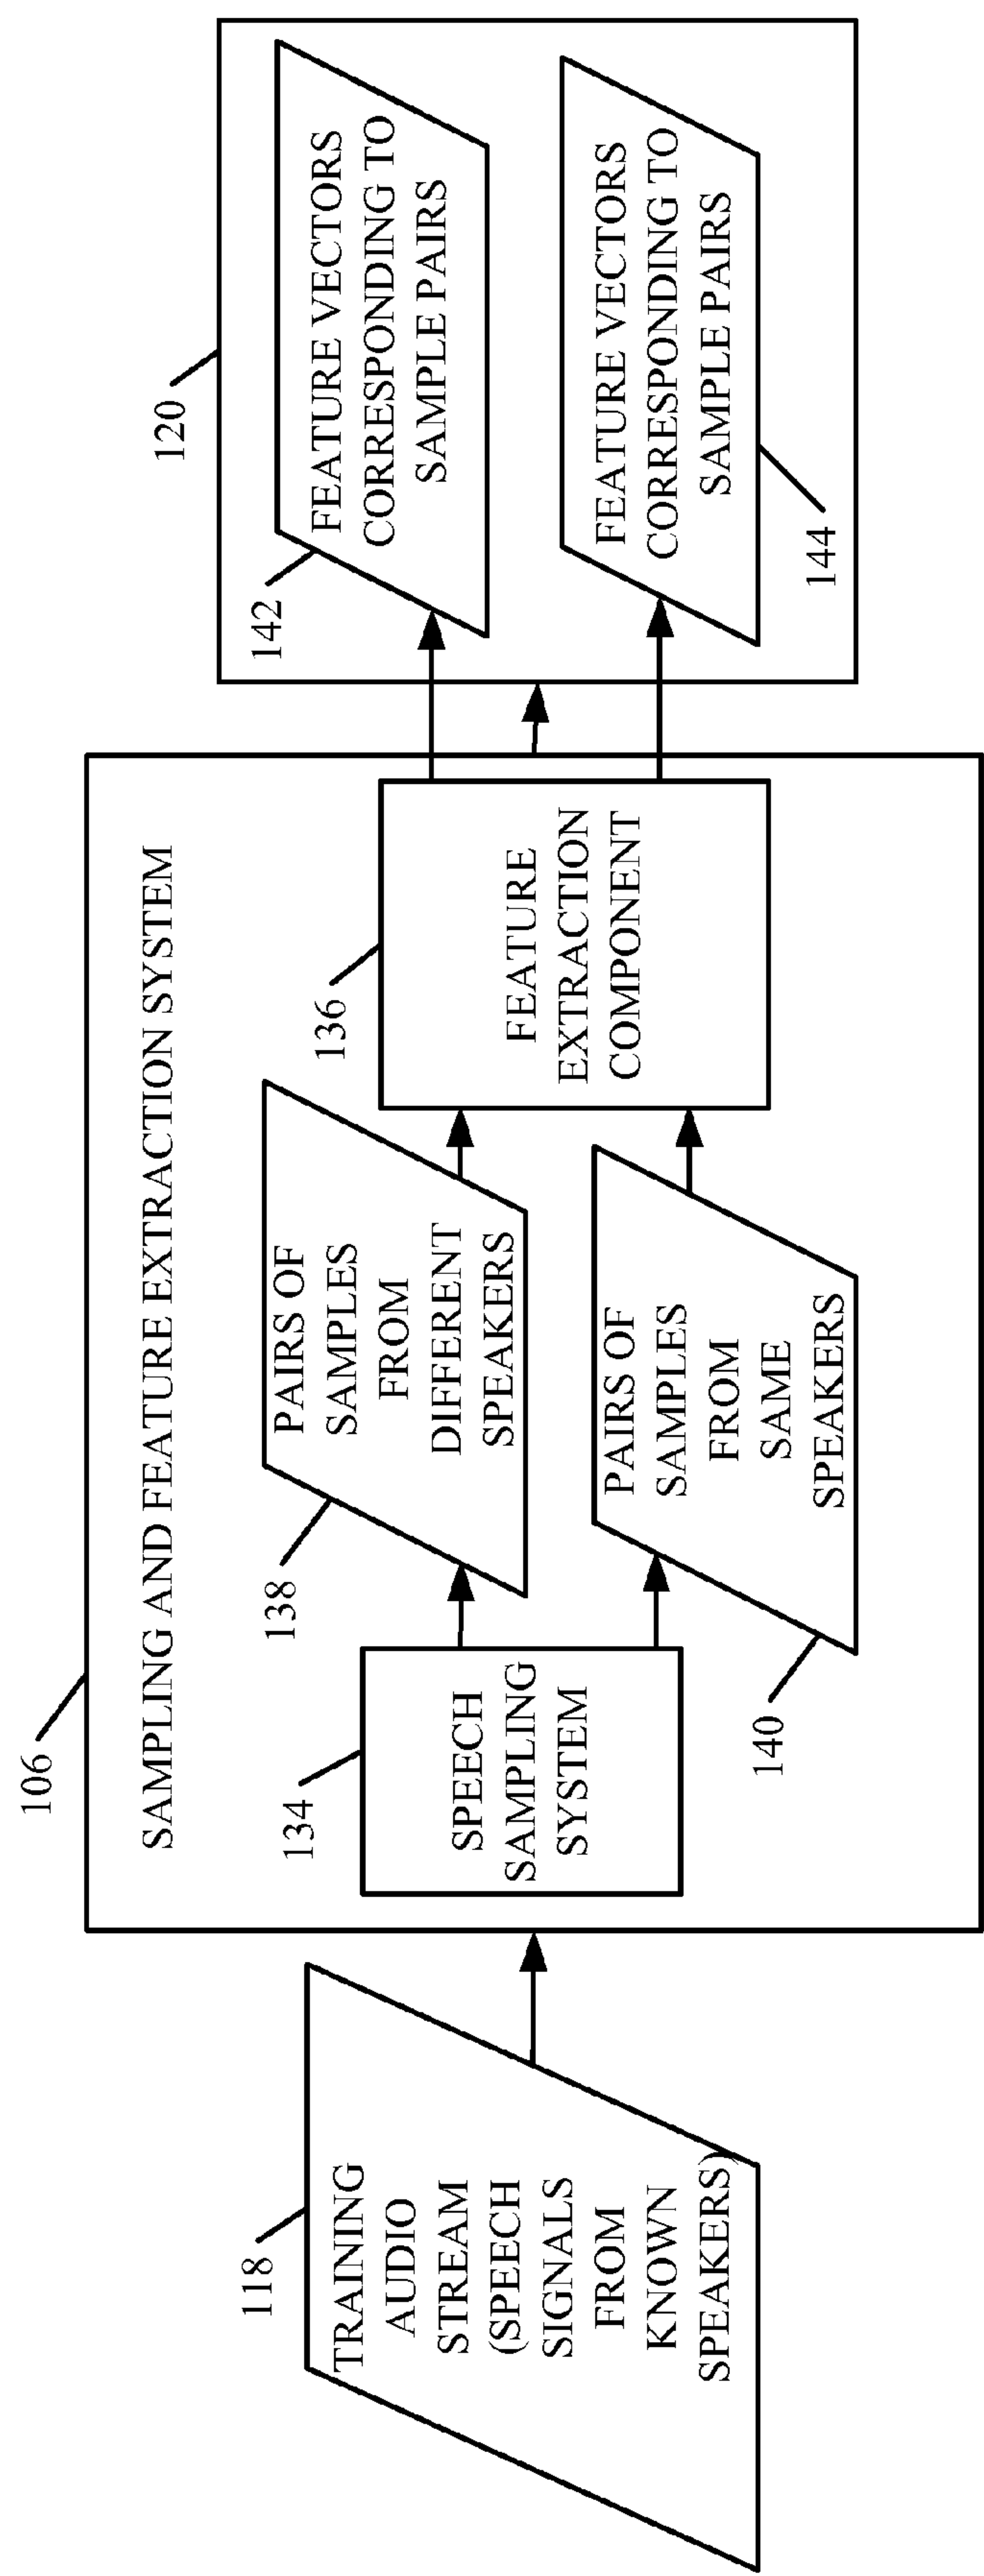 118
TRAINING
AUDIO
STREAM
(SPEECH
SIGNALS
FROM
KNOWN
SPEAKERS)
106
SAMPLING AND FEATURE EXTRACTION SYSTEM
134
SPEECH
SAMPLING
SYSTEM
138
PAIRS OF
SAMPLES
FROM
DIFFERENT
SPEAKERS
140
PAIRS OF
SAMPLES
FROM
SAME
SPEAKERS
136
FEATURE
EXTRACTION
COMPONENT
120
142
FEATURE VECTORS
CORRESPONDING TO
SAMPLE PAIRS
144
FEATURE VECTORS
CORRESPONDING TO
SAMPLE PAIRS